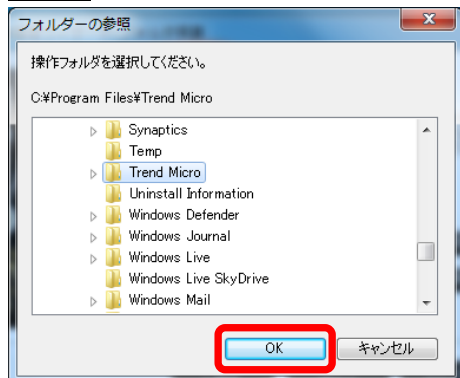 フォルダーの参照
操作フォルダを選択してください。
C:¥Program Files¥Trend Micro
Synaptics
Temp
Trend Micro
Uninstall Information
Windows Defender
Windows Journal
Windows Live
Windows Live SkyDrive
Windows Mail
OK キャンセル